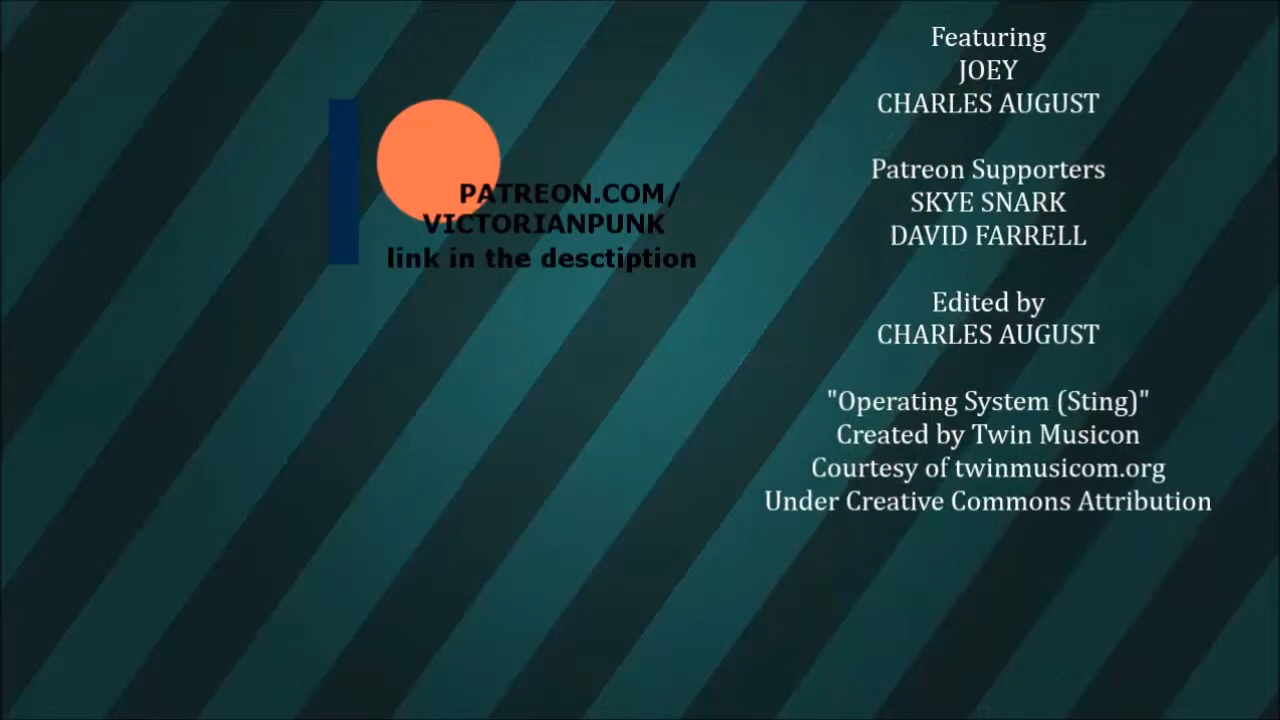 PATREON.COM/
VICTORIANPUNK
link in the desctiption
Featuring
JOEY
CHARLES AUGUST
Patreon Supporters
SKYE SNARK
DAVID FARRELL
Edited by
CHARLES AUGUST
"Operating System (Sting)"
Created by Twin Musicon
Courtesy of twinmusicom.org
Under Creative Commons Attribution